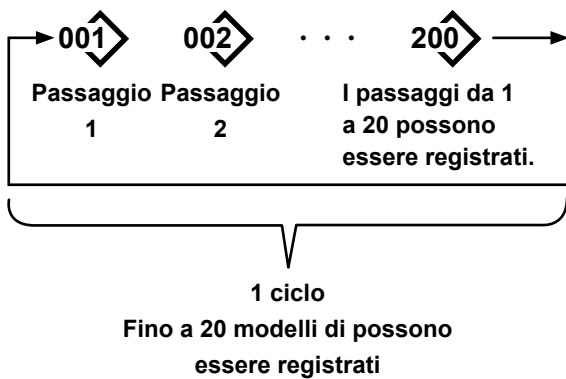 001 002 . . . 200
Passaggio Passaggio I passaggi da 1
1 2 a 20 possono
essere registrati.
1 ciclo
Fino a 20 modelli di possono
essere registrati